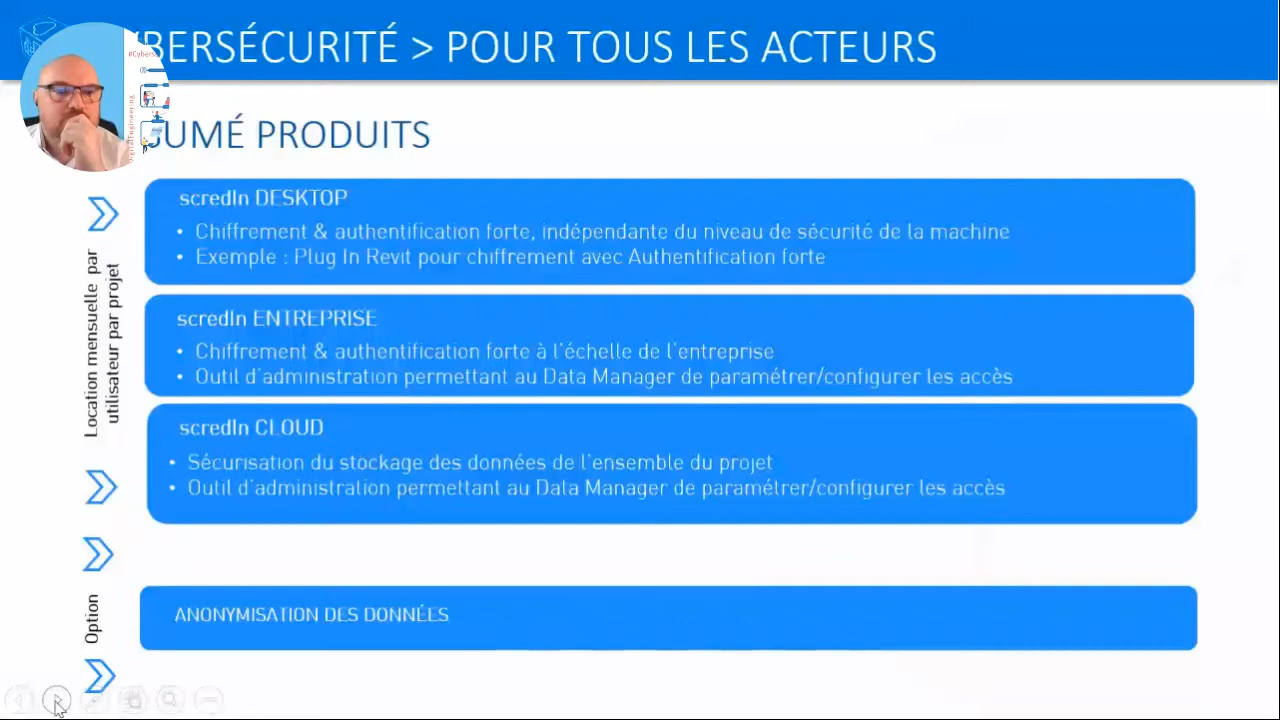 BERSÉCURITÉ > POUR TOUS LES ACTEURS
#Cybers
DigitalEngineering
SUMÉ PRODUITS
Location mensuelle par
utilisateur par projet
scredIn DESKTOP
• Chiffrement & authentification forte, indépendante du niveau de sécurité de la machine
• Exemple : Plug In Revit pour chiffrement avec Authentification forte
scredIn ENTREPRISE
• Chiffrement & authentification forte à l'échelle de l'entreprise
• Outil d'administration permettant au Data Manager de paramétrer/configurer les accès
scredIn CLOUD
• Sécurisation du stockage des données de l'ensemble du projet
• Outil d'administration permettant au Data Manager de paramétrer/configurer les accès
Option
ANONYMISATION DES DONNÉES